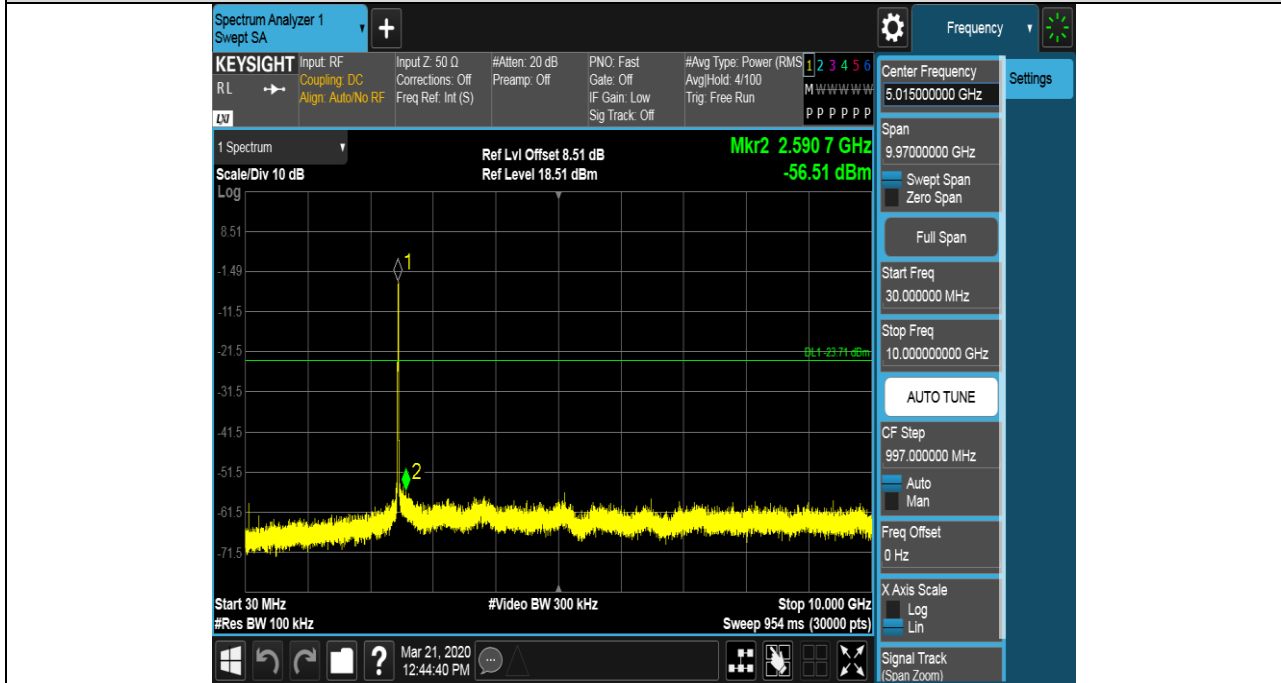 Spectrum Analyzer 1
Swept SA
Frequency
KEYSIGHT
RL
LXI
Input: RF
Coupling: DC
Align: Auto/No RF
Input Z: 50 Ω
Corrections: Off
Freq Ref: Int (S)
#Atten: 20 dB
Preamp: Off
PNO: Fast
Gate: Off
IF Gain: Low
Sig Track: Off
#Avg Type: Power (RMS
Avg|Hold: 4/100
Trig: Free Run
1 2 3 4 5 6
M W W W W W
P P P P P P
1 Spectrum
Scale/Div 10 dB
Ref Lvl Offset 8.51 dB
Ref Level 18.51 dBm
Mkr2 2.590 7 GHz
-56.51 dBm
Log
8.51
-1.49
-11.5
-21.5
-31.5
-41.5
-51.5
-61.5
-71.5
1
2
DL1 -23.71 dBm
Start 30 MHz
#Res BW 100 kHz
#Video BW 300 kHz
Stop 10.000 GHz
Sweep 954 ms (30000 pts)
?
Mar 21, 2020
12:44:40 PM
Center Frequency
5.015000000 GHz
Span
9.97000000 GHz
Swept Span
Zero Span
Full Span
Start Freq
30.000000 MHz
Stop Freq
10.000000000 GHz
AUTO TUNE
CF Step
997.000000 MHz
Auto
Man
Freq Offset
0 Hz
X Axis Scale
Log
Lin
Signal Track
(Span Zoom)
Settings